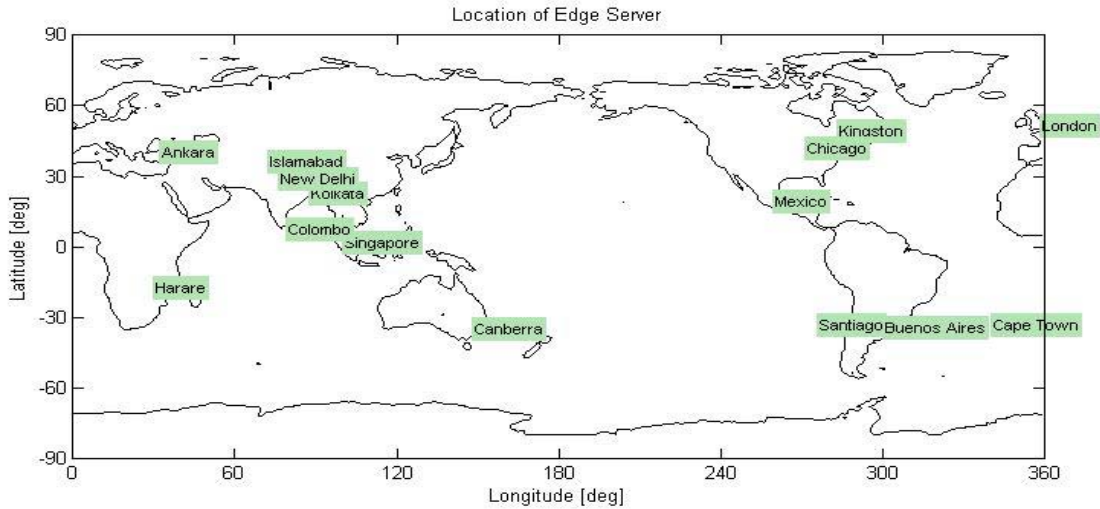 Location of Edge Server
90
60
30
0
-30
-60
-90
Latitude [deg]
London
Kingston
Chicago
Ankara
Islamabad
New Delhi
Kolkata
Mexico
Colombo
Singapore
Harare
Canberra
Santiago
Buenos Aires
Cape Town
0
60
120
180
240
300
360
Longitude [deg]